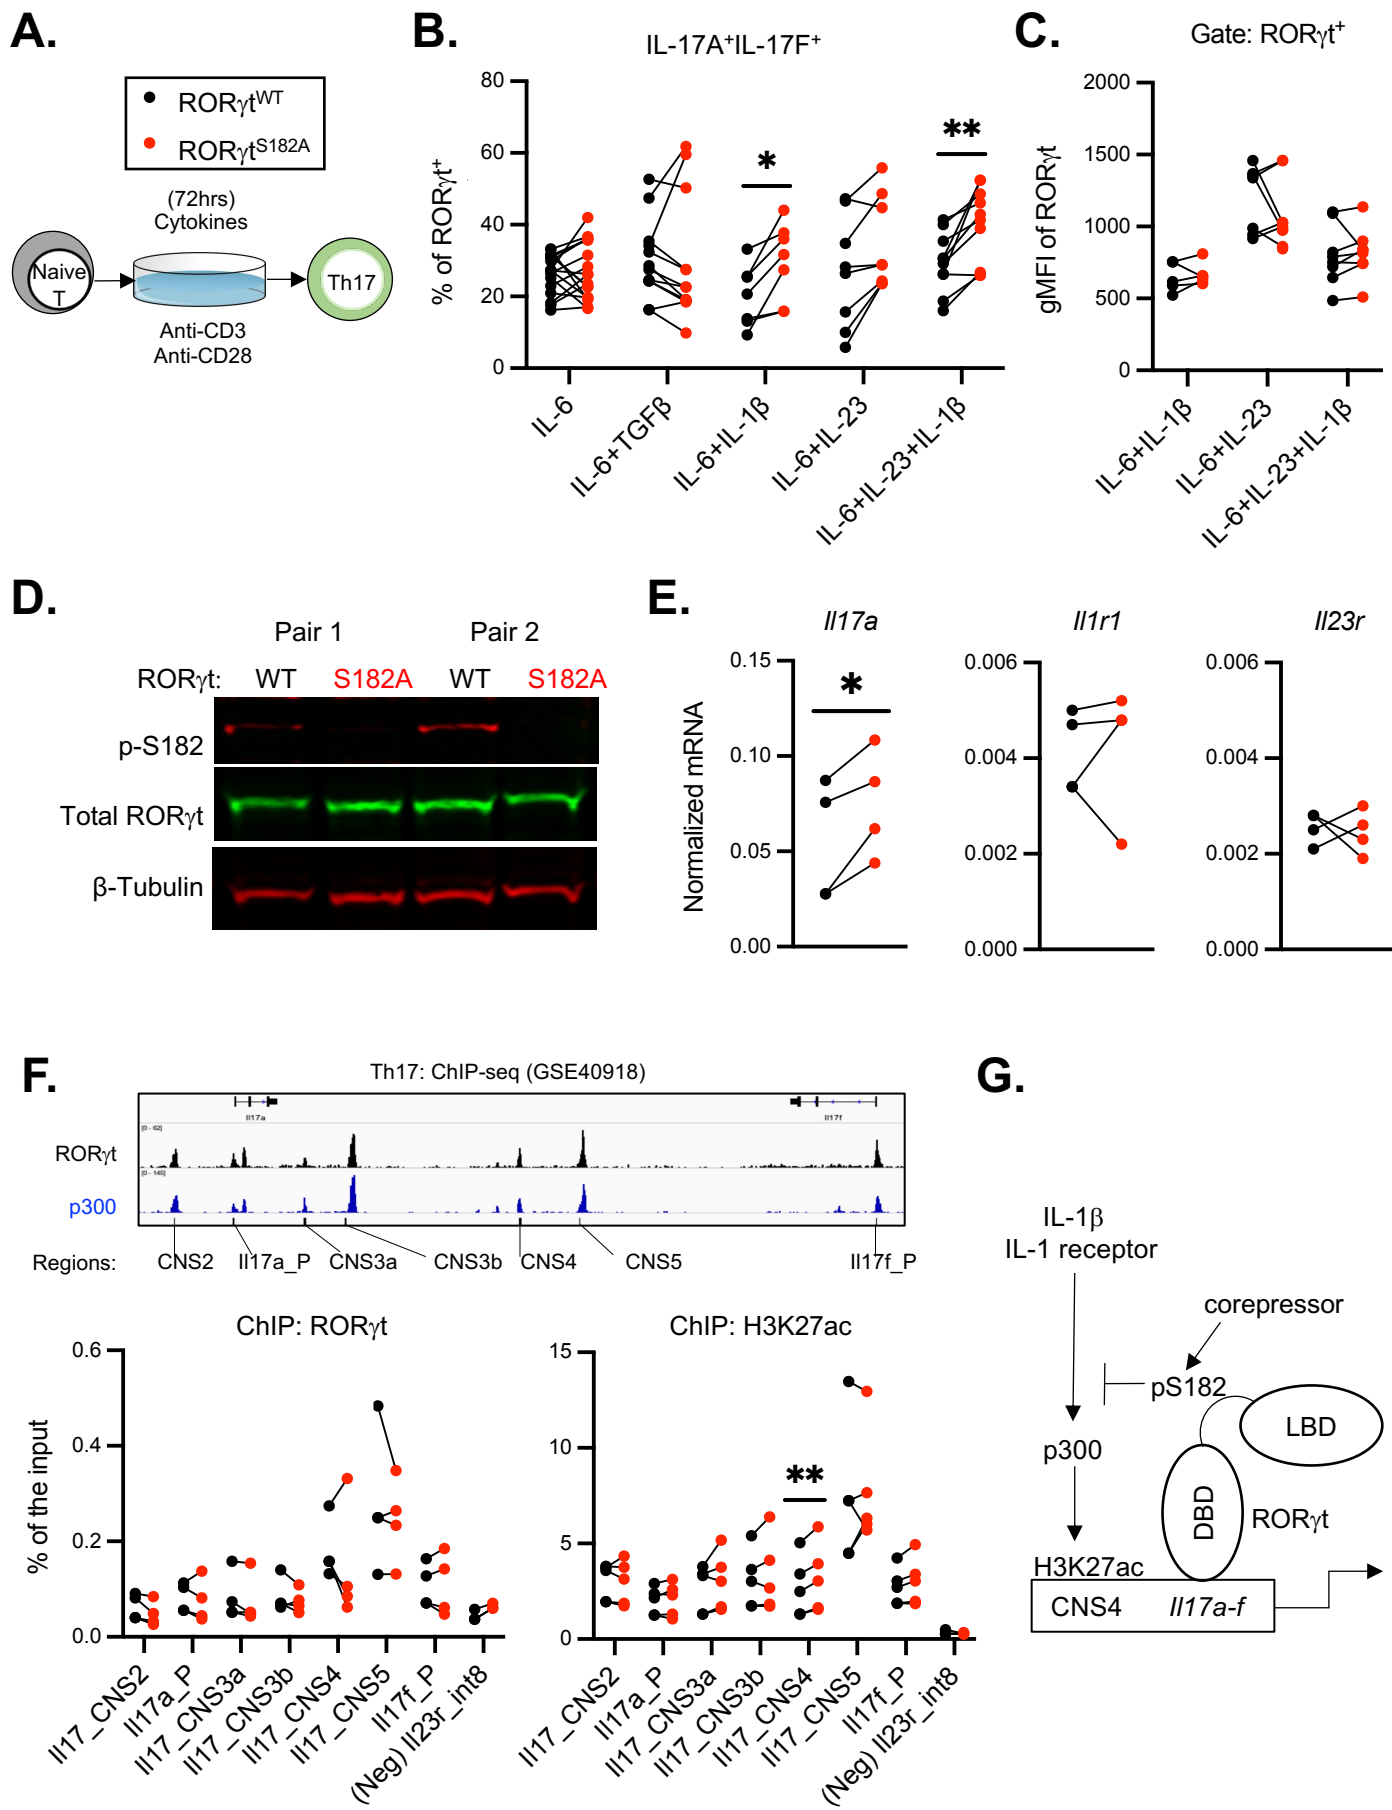 A.
RORγt^WT
RORγt^S182A
(72hrs)
Cytokines
Naive
T
Th17
Anti-CD3
Anti-CD28
B.
IL-17A⁺IL-17F⁺
% of RORγt⁺
80
60
40
20
0
*
**
IL-6
IL-6+TGFβ
IL-6+IL-1β
IL-6+IL-23
IL-6+IL-23+IL-1β
C.
Gate: RORγt⁺
gMFI of RORγt
2000
1500
1000
500
0
IL-6+IL-1β
IL-6+IL-23
IL-6+IL-23+IL-1β
D.
Pair 1 Pair 2
RORγt: WT S182A WT S182A
p-S182
Total RORγt
β-Tubulin
E.
Il17a
Normalized mRNA
0.15
0.10
0.05
0.00
*
Il1r1
0.006
0.004
0.002
0.000
Il23r
0.006
0.004
0.002
0.000
F.
Th17: ChIP-seq (GSE40918)
Il17a Il17f
[0 - 62]
RORγt
[0 - 145]
p300
Regions: CNS2 Il17a_P CNS3a CNS3b CNS4 CNS5 Il17f_P
ChIP: RORγt
% of the input
0.6
0.4
0.2
0.0
Il17_CNS2
Il17a_P
Il17_CNS3a
Il17_CNS3b
Il17_CNS4
Il17_CNS5
Il17f_P
(Neg) Il23r_int8
ChIP: H3K27ac
15
10
5
0
**
Il17_CNS2
Il17a_P
Il17_CNS3a
Il17_CNS3b
Il17_CNS4
Il17_CNS5
Il17f_P
(Neg) Il23r_int8
G.
IL-1β
IL-1 receptor
corepressor
pS182
LBD
p300
DBD
RORγt
H3K27ac
CNS4 Il17a-f